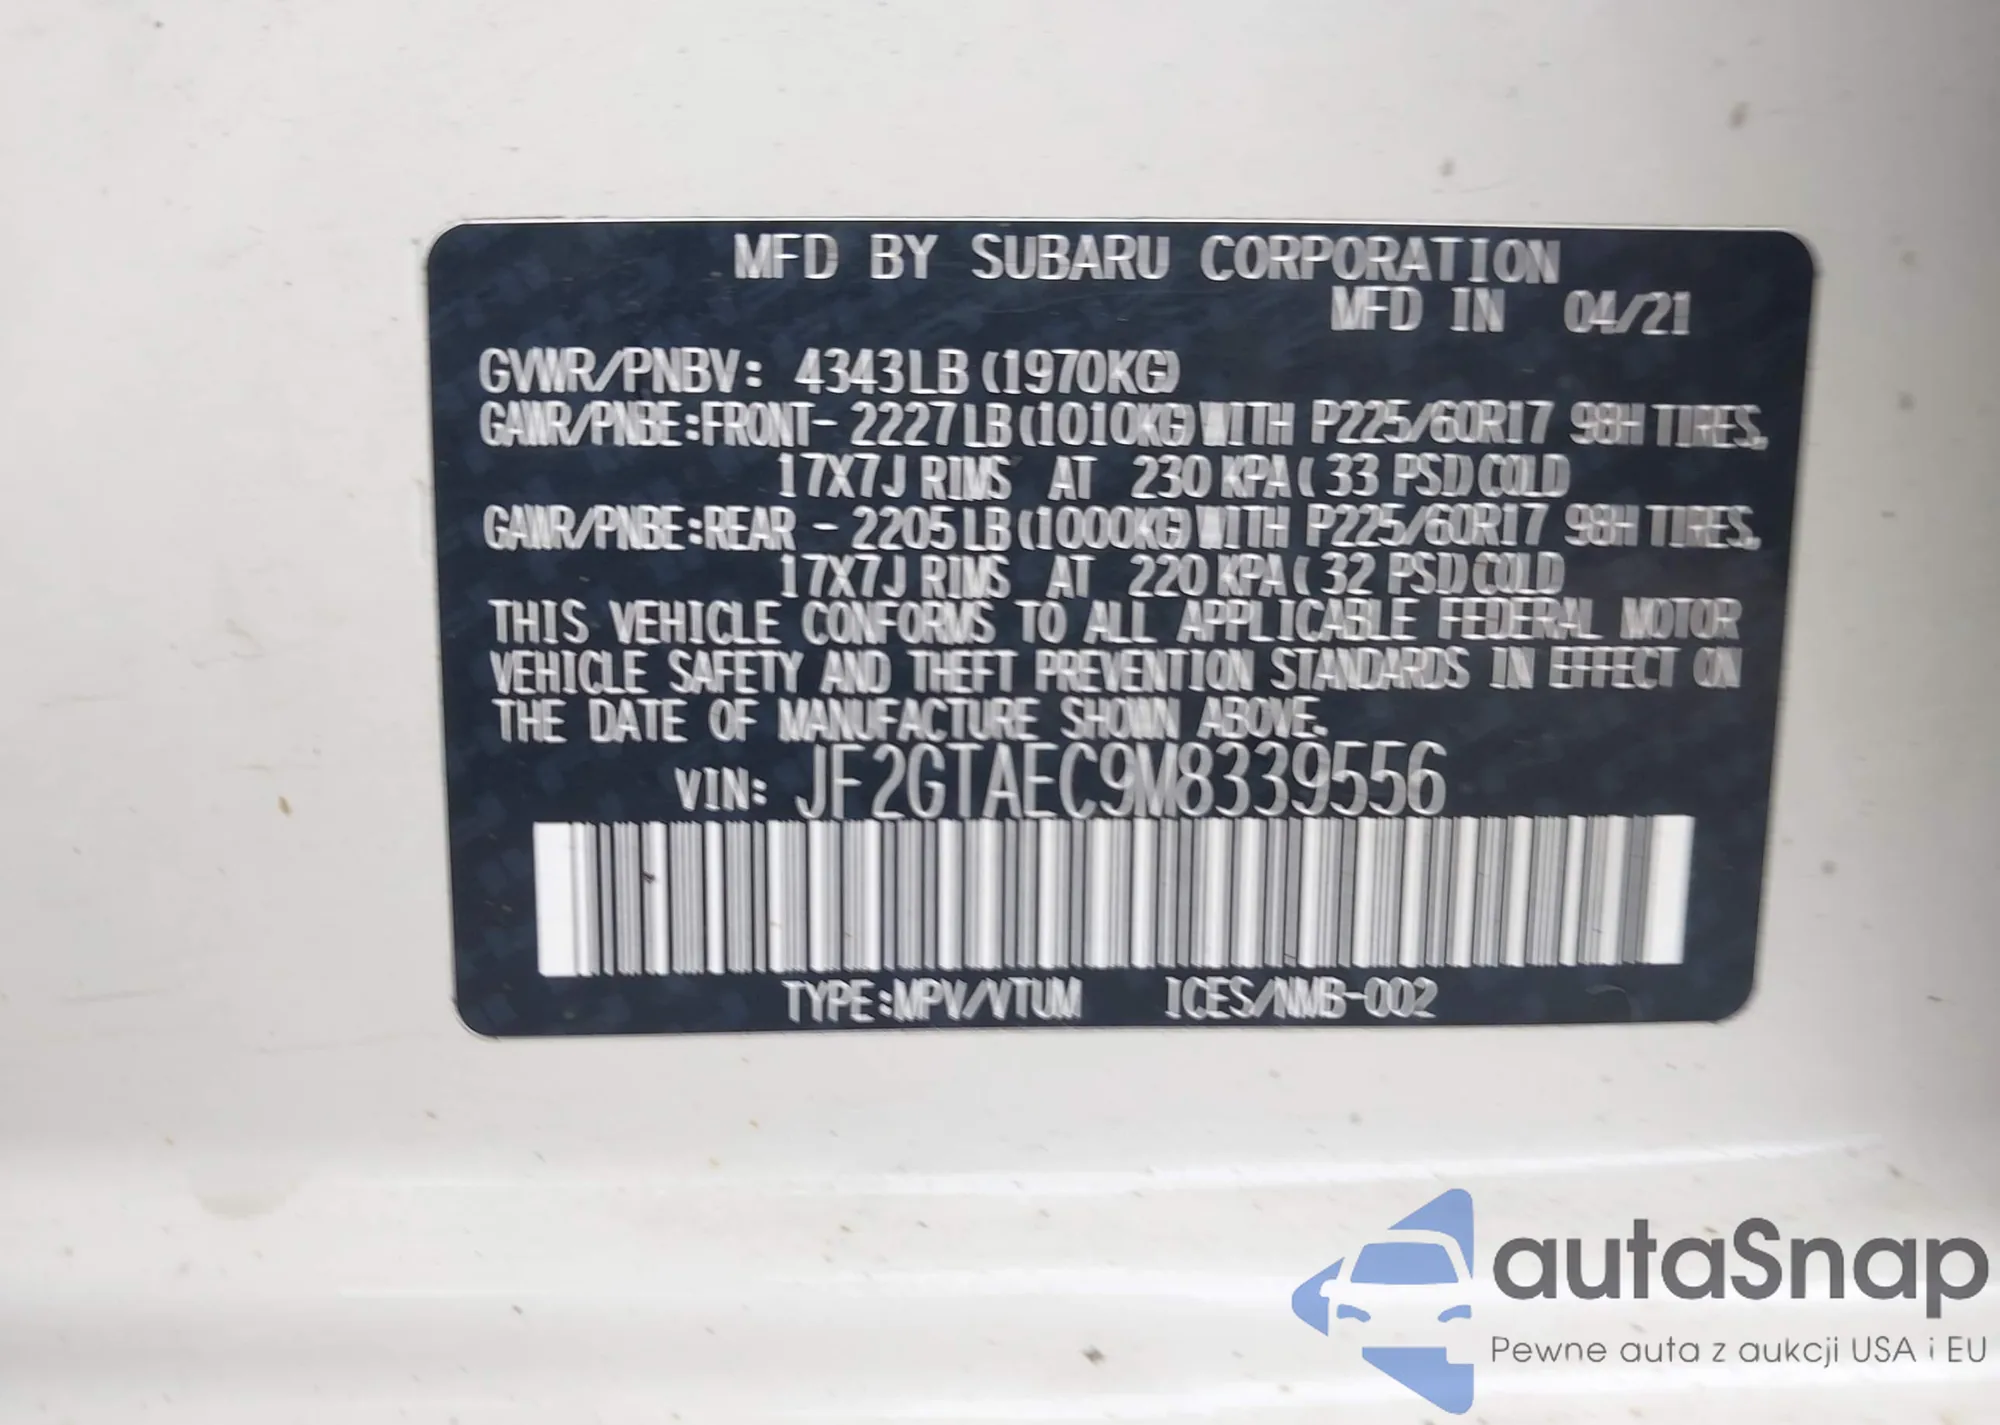 MFD BY SUBARU CORPORATION
MFD IN 04/21
GVWR/PNBV: 4343LB (1970KG)
GAWR/PNBE:FRONT- 2227LB(1010KG)WITH P225/60R17 98H TIRES,
17X7J RIMS AT 230 KPA( 33 PSI)COLD
GAWR/PNBE:REAR - 2205LB(1000KG)WITH P225/60R17 98H TIRES,
17X7J RIMS AT 220 KPA( 32 PSI)COLD
THIS VEHICLE CONFORMS TO ALL APPLICABLE FEDERAL MOTOR
VEHICLE SAFETY AND THEFT PREVENTION STANDARDS IN EFFECT ON
THE DATE OF MANUFACTURE SHOWN ABOVE.
VIN: JF2GTAEC9M8339556
TYPE:MPV/VTUM ICES/NMB-002
autaSnap
Pewne auta z aukcji USA i EU